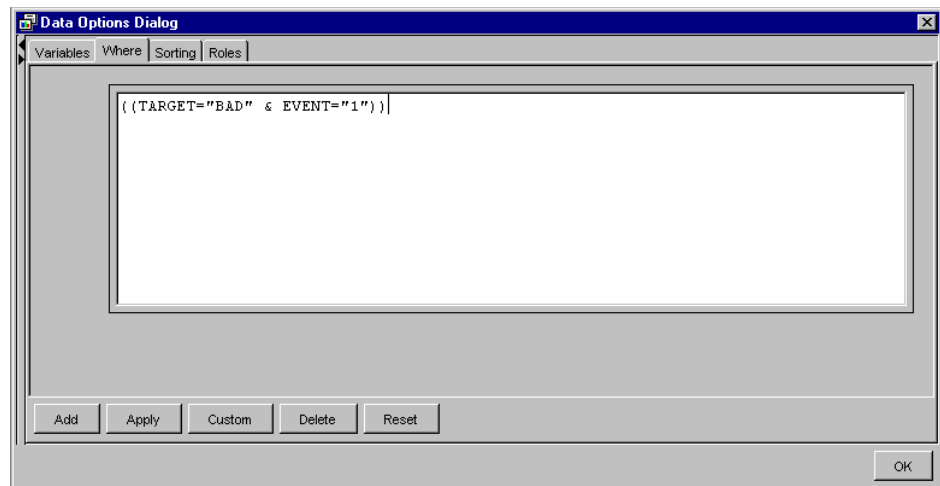 Data Options Dialog
Variables Where Sorting Roles
((TARGET="BAD" & EVENT="1"))
Add Apply Custom Delete Reset
OK